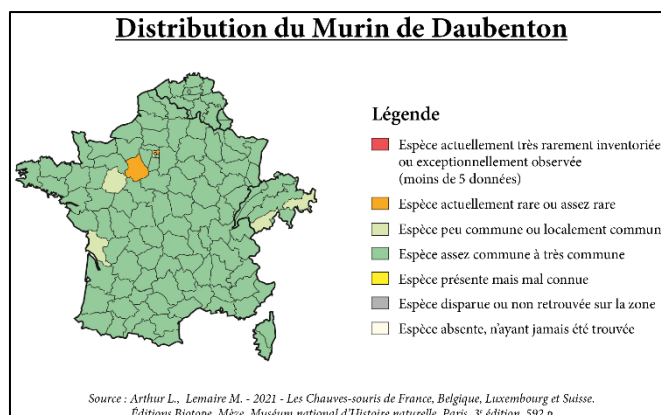 Distribution du Murin de Daubenton
Légende
Espèce actuellement très rarement inventoriée
ou exceptionnellement observée
(moins de 5 données)
Espèce actuellement rare ou assez rare
Espèce peu commune ou localement commun
Espèce assez commune à très commune
Espèce présente mais mal connue
Espèce disparue ou non retrouvée sur la zone
Espèce absente, n'ayant jamais été trouvée
Source : Arthur L., Lemaire M. - 2021 - Les Chauves-souris de France, Belgique, Luxembourg et Suisse.
Éditions Biotope, Mèze, Muséum national d'Histoire naturelle, Paris, 3e édition, 592 p.